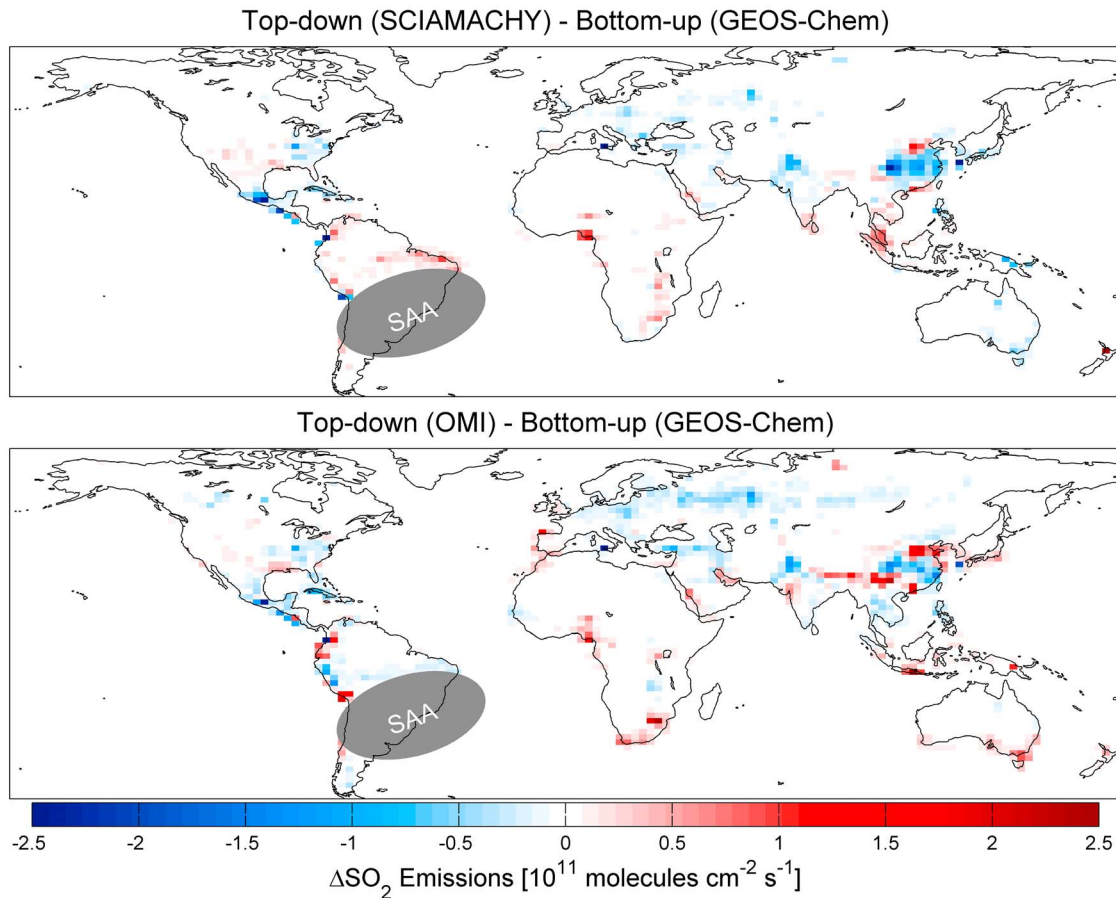 Top-down (SCIAMACHY) - Bottom-up (GEOS-Chem)
SAA
Top-down (OMI) - Bottom-up (GEOS-Chem)
SAA
-2.5 -2 -1.5 -1 -0.5 0 0.5 1 1.5 2 2.5
ΔSO₂ Emissions [10¹¹ molecules cm⁻² s⁻¹]